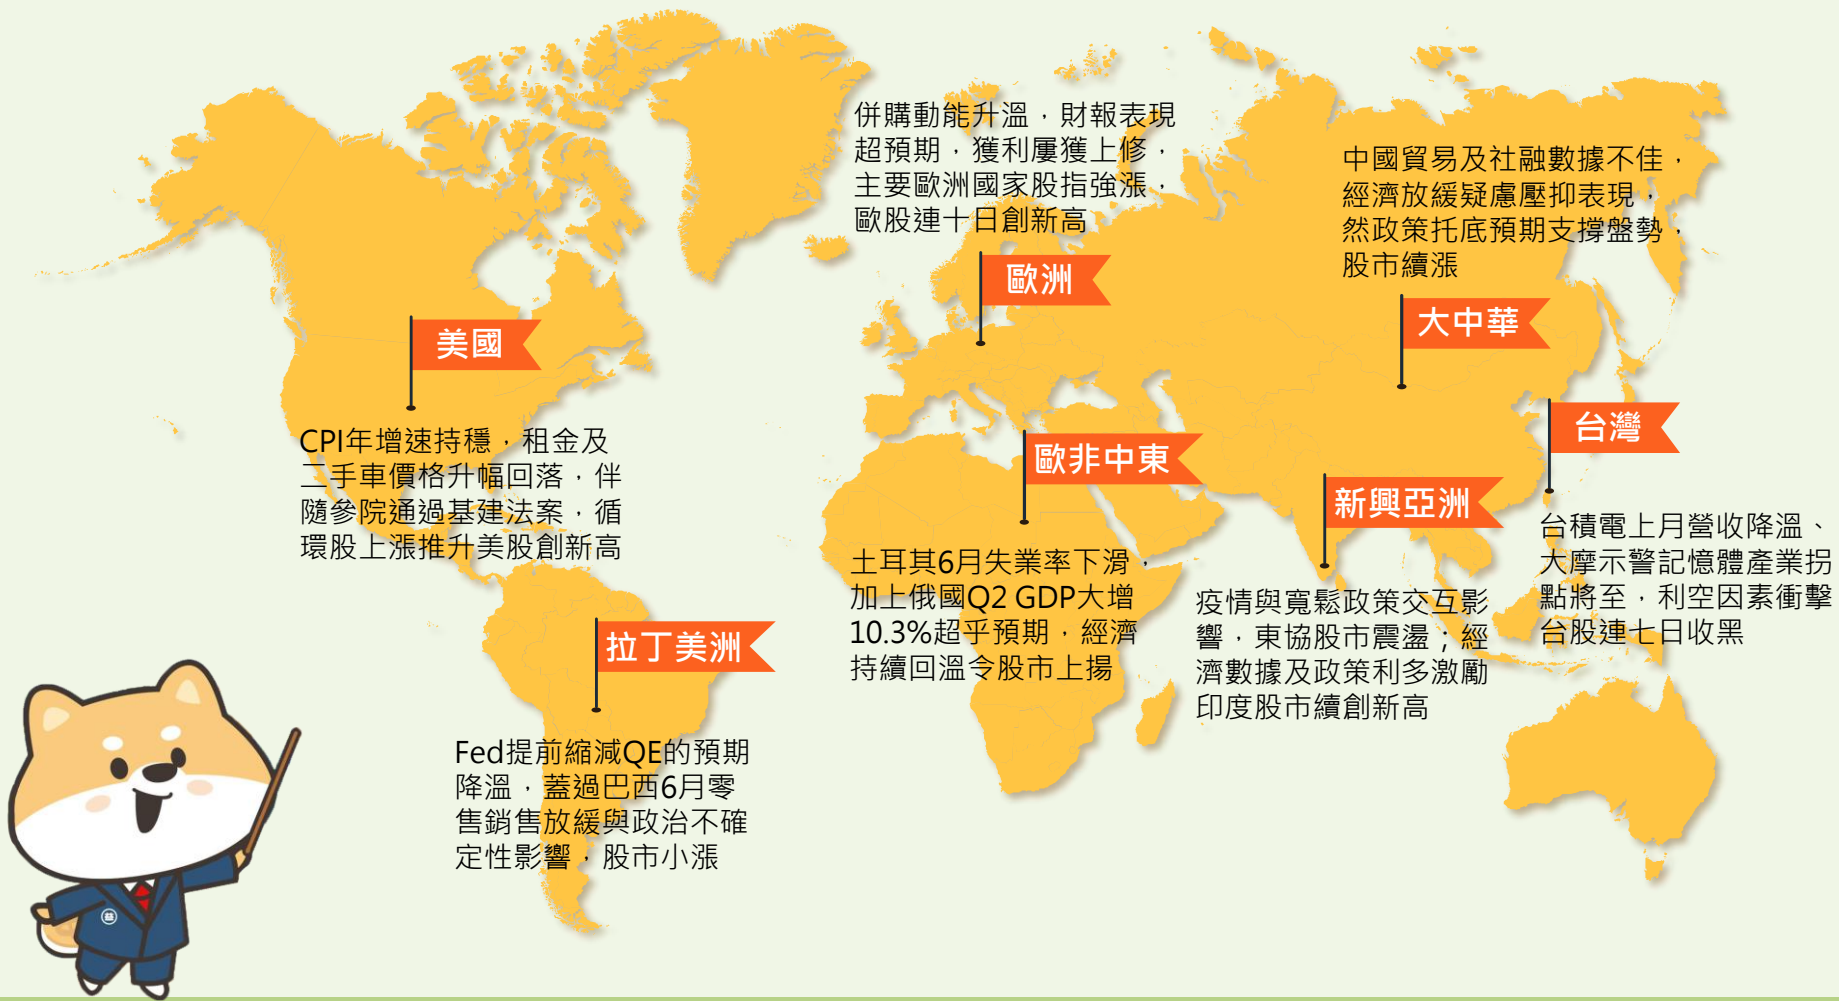 併購動能升溫，財報表現
超預期，獲利屢獲上修，
主要歐洲國家股指強漲，
歐股連十日創新高
歐洲
中國貿易及社融數據不佳，
經濟放緩疑慮壓抑表現，
然政策托底預期支撐盤勢，
股市續漲
大中華
美國
CPI年增速持穩，租金及
二手車價格升幅回落，伴
隨參院通過基建法案，循
環股上漲推升美股創新高
歐非中東
土耳其6月失業率下滑，
加上俄國Q2 GDP大增
10.3%超乎預期，經濟
持續回溫令股市上揚
新興亞洲
疫情與寬鬆政策交互影
響，東協股市震盪；經
濟數據及政策利多激勵
印度股市續創新高
台灣
台積電上月營收降溫、
大摩示警記憶體產業拐
點將至，利空因素衝擊
台股連七日收黑
拉丁美洲
Fed提前縮減QE的預期
降溫，蓋過巴西6月零
售銷售放緩與政治不確
定性影響，股市小漲